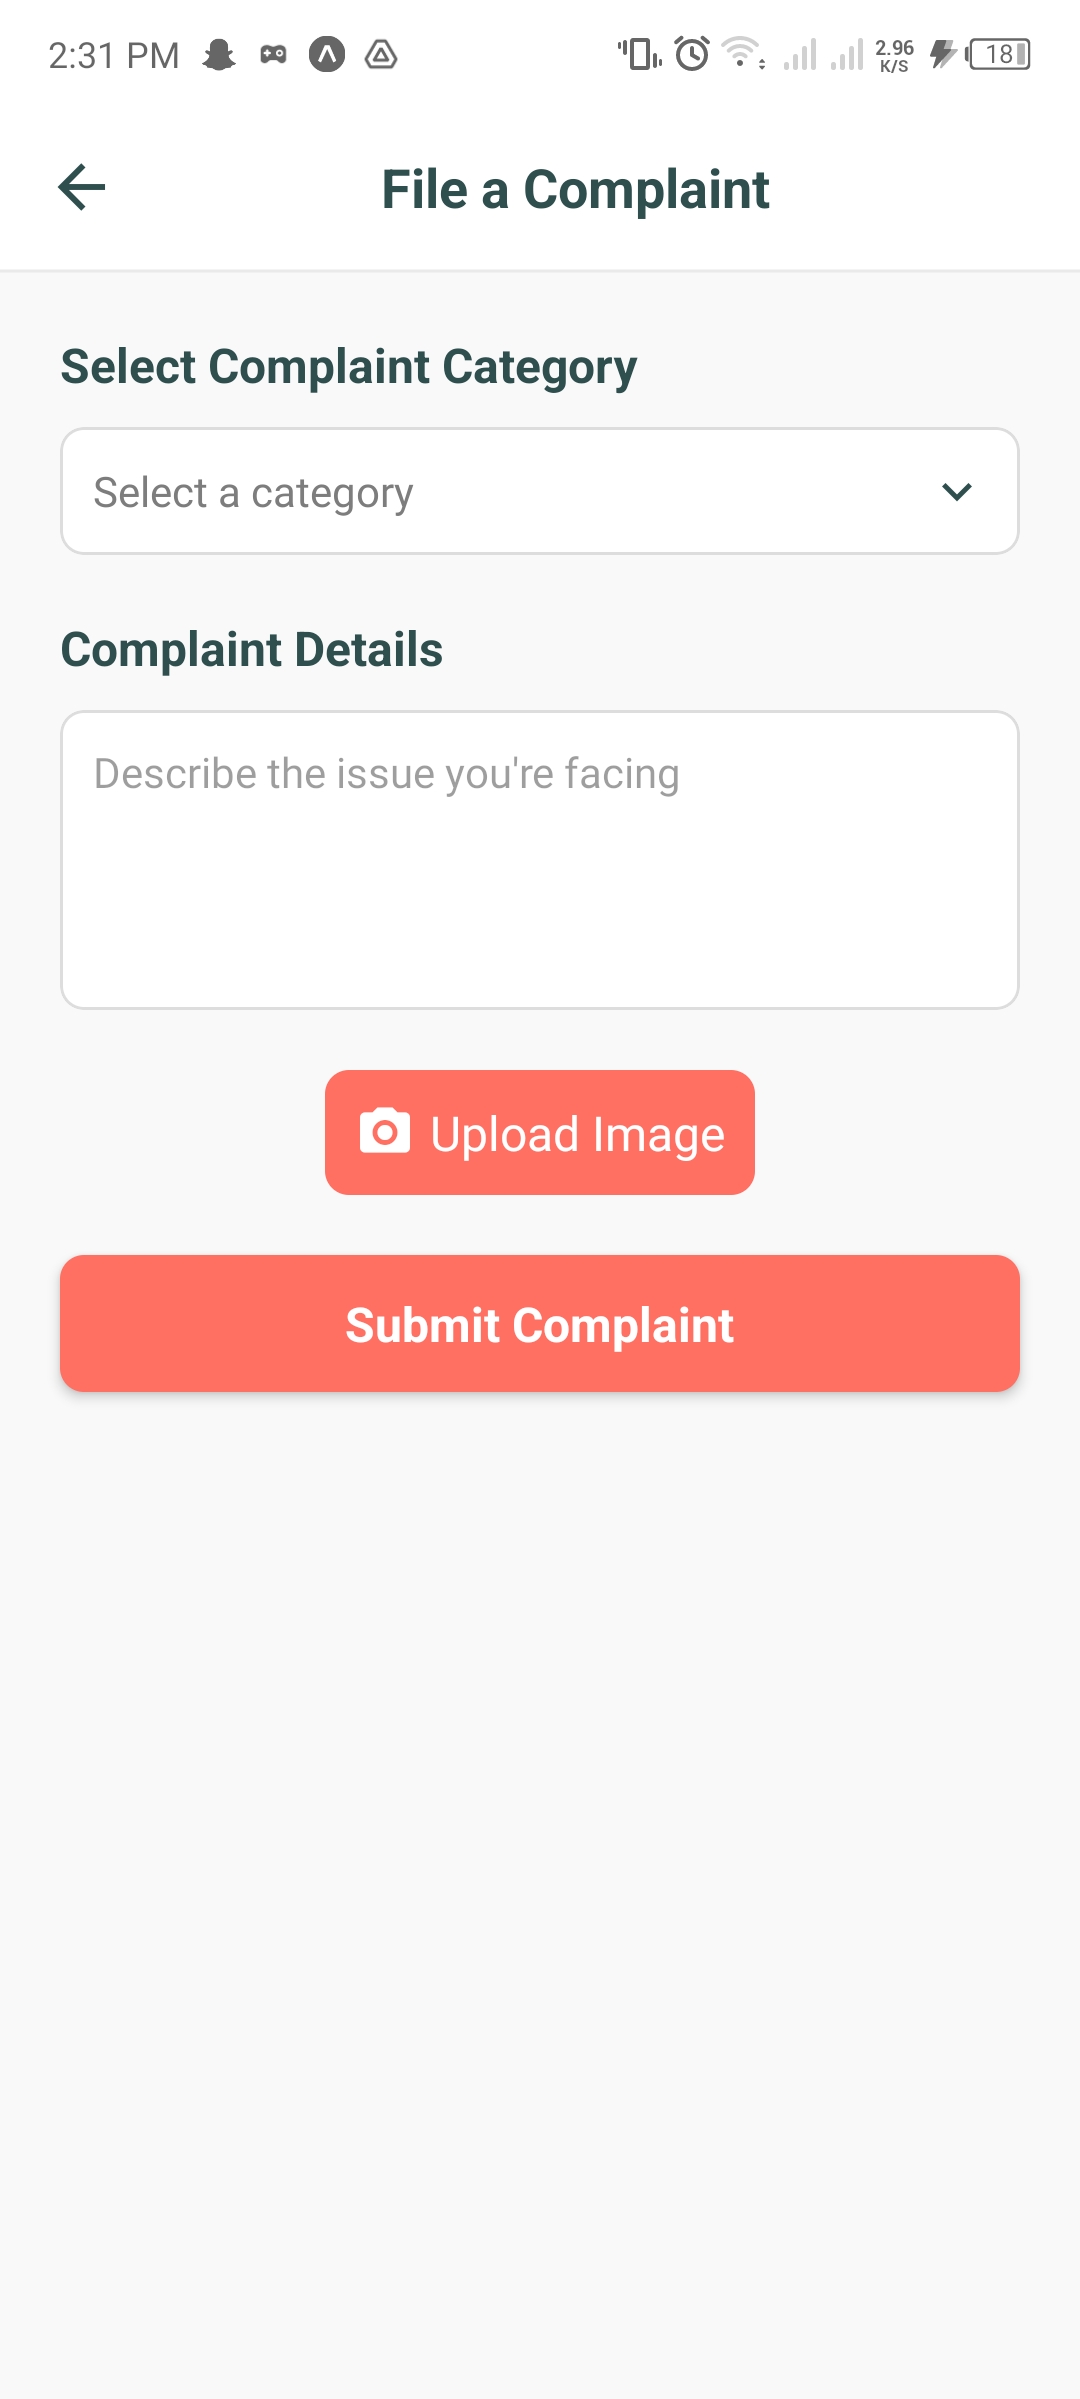 2:31 PM 2.96 K/S 18
File a Complaint
Select Complaint Category
Select a category
Complaint Details
Describe the issue you're facing
Upload Image
Submit Complaint